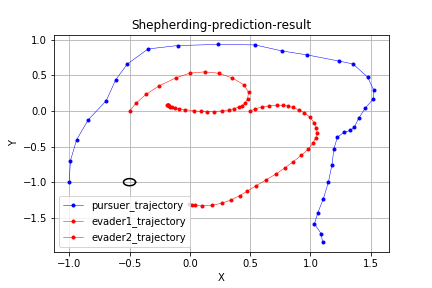 Shepherding-prediction-result
1.0
0.5
0.0
−0.5
−1.0
−1.5
Y
pursuer_trajectory
evader1_trajectory
evader2_trajectory
−1.0
−0.5
0.0
0.5
1.0
1.5
X